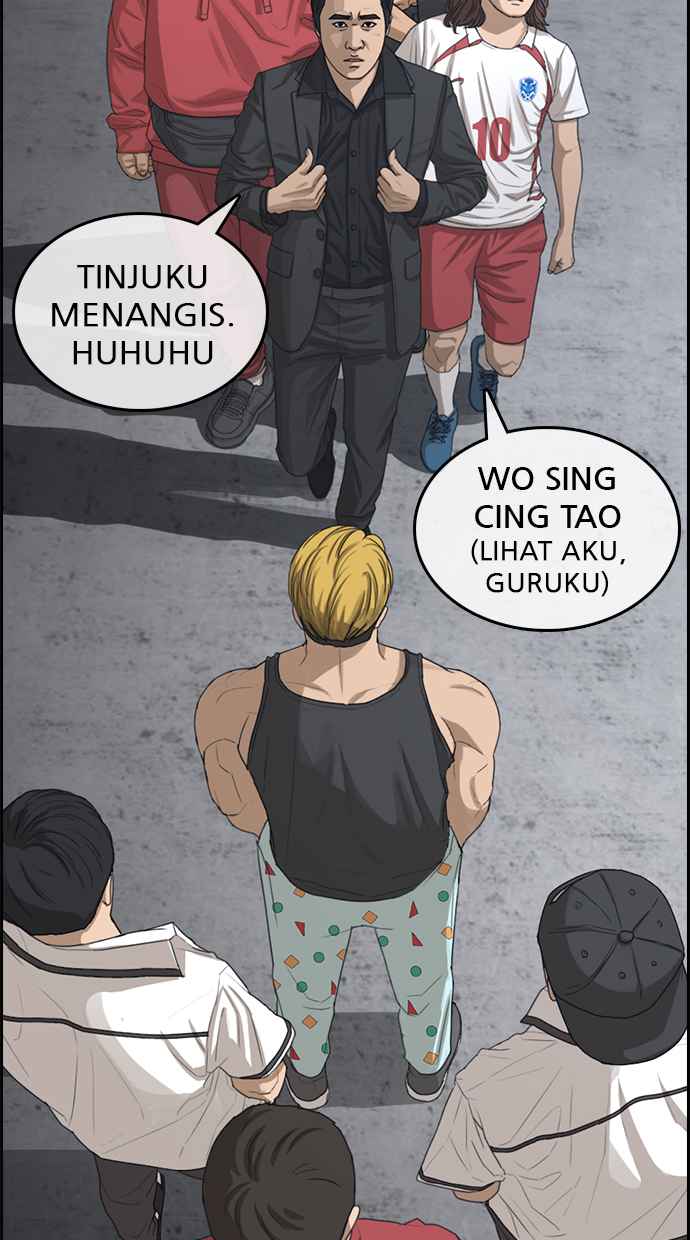 10
TINJUKU
MENANGIS.
HUHUHU
WO SING
CING TAO
(LIHAT AKU,
GURUKU)